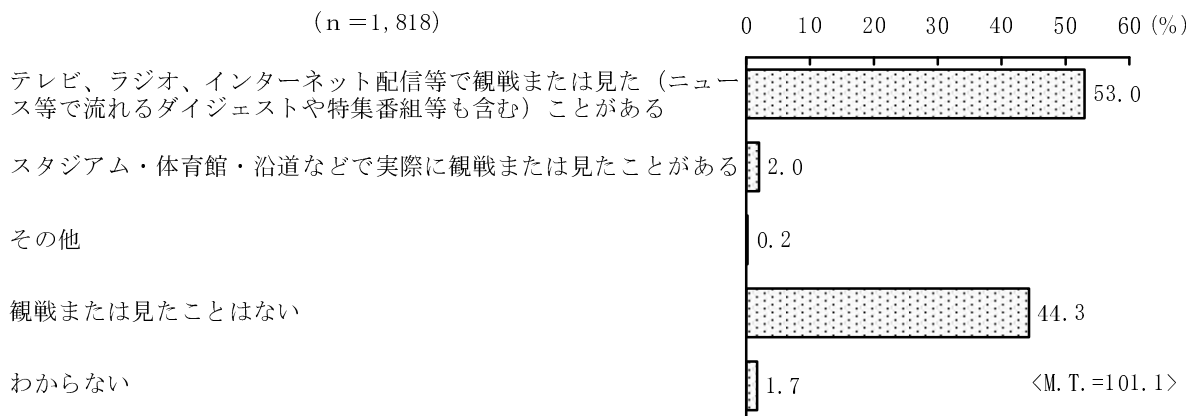 (n=1,818)
0 10 20 30 40 50 60 (%)
テレビ、ラジオ、インターネット配信等で観戦または見た(ニュー
ス等で流れるダイジェストや特集番組等も含む)ことがある
53.0
スタジアム・体育館・沿道などで実際に観戦または見たことがある
2.0
その他
0.2
観戦または見たことはない
44.3
わからない
1.7
<M.T.=101.1>